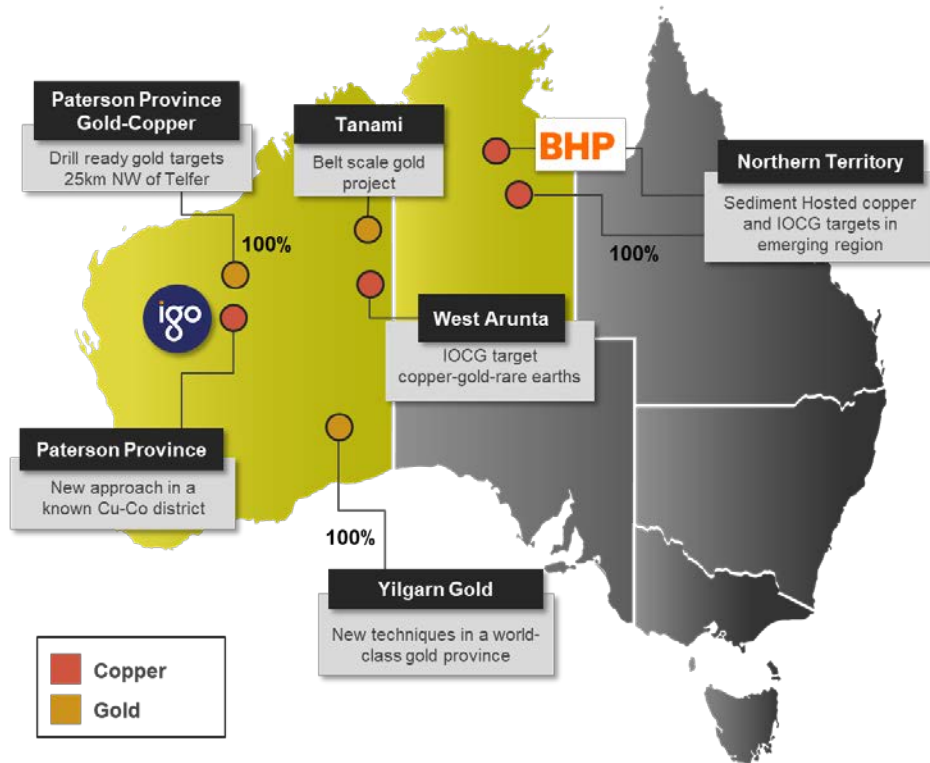 Paterson Province
Gold-Copper
Drill ready gold targets
25km NW of Telfer
100%
Tanami
Belt scale gold
project
BHP
Northern Territory
Sediment Hosted copper
and IOCG targets in
emerging region
100%
igo
West Arunta
IOCG target
copper-gold-rare earths
Paterson Province
New approach in a
known Cu-Co district
100%
Yilgarn Gold
New techniques in a world-
class gold province
Copper
Gold